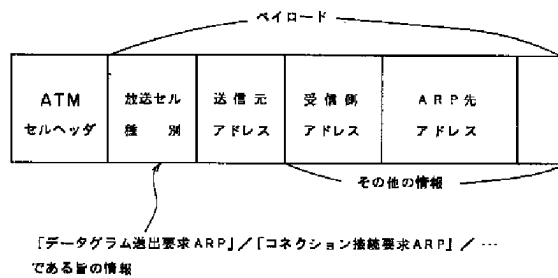 ペイロード
ATM
セルヘッダ
放送セル
種 別
送信元
アドレス
受信側
アドレス
ARP先
アドレス
その他の情報
「データグラム送出要求ARP」/「コネクション接続要求ARP」/ …
である旨の情報